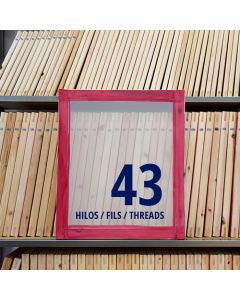 43
HILOS / FILS / THREADS